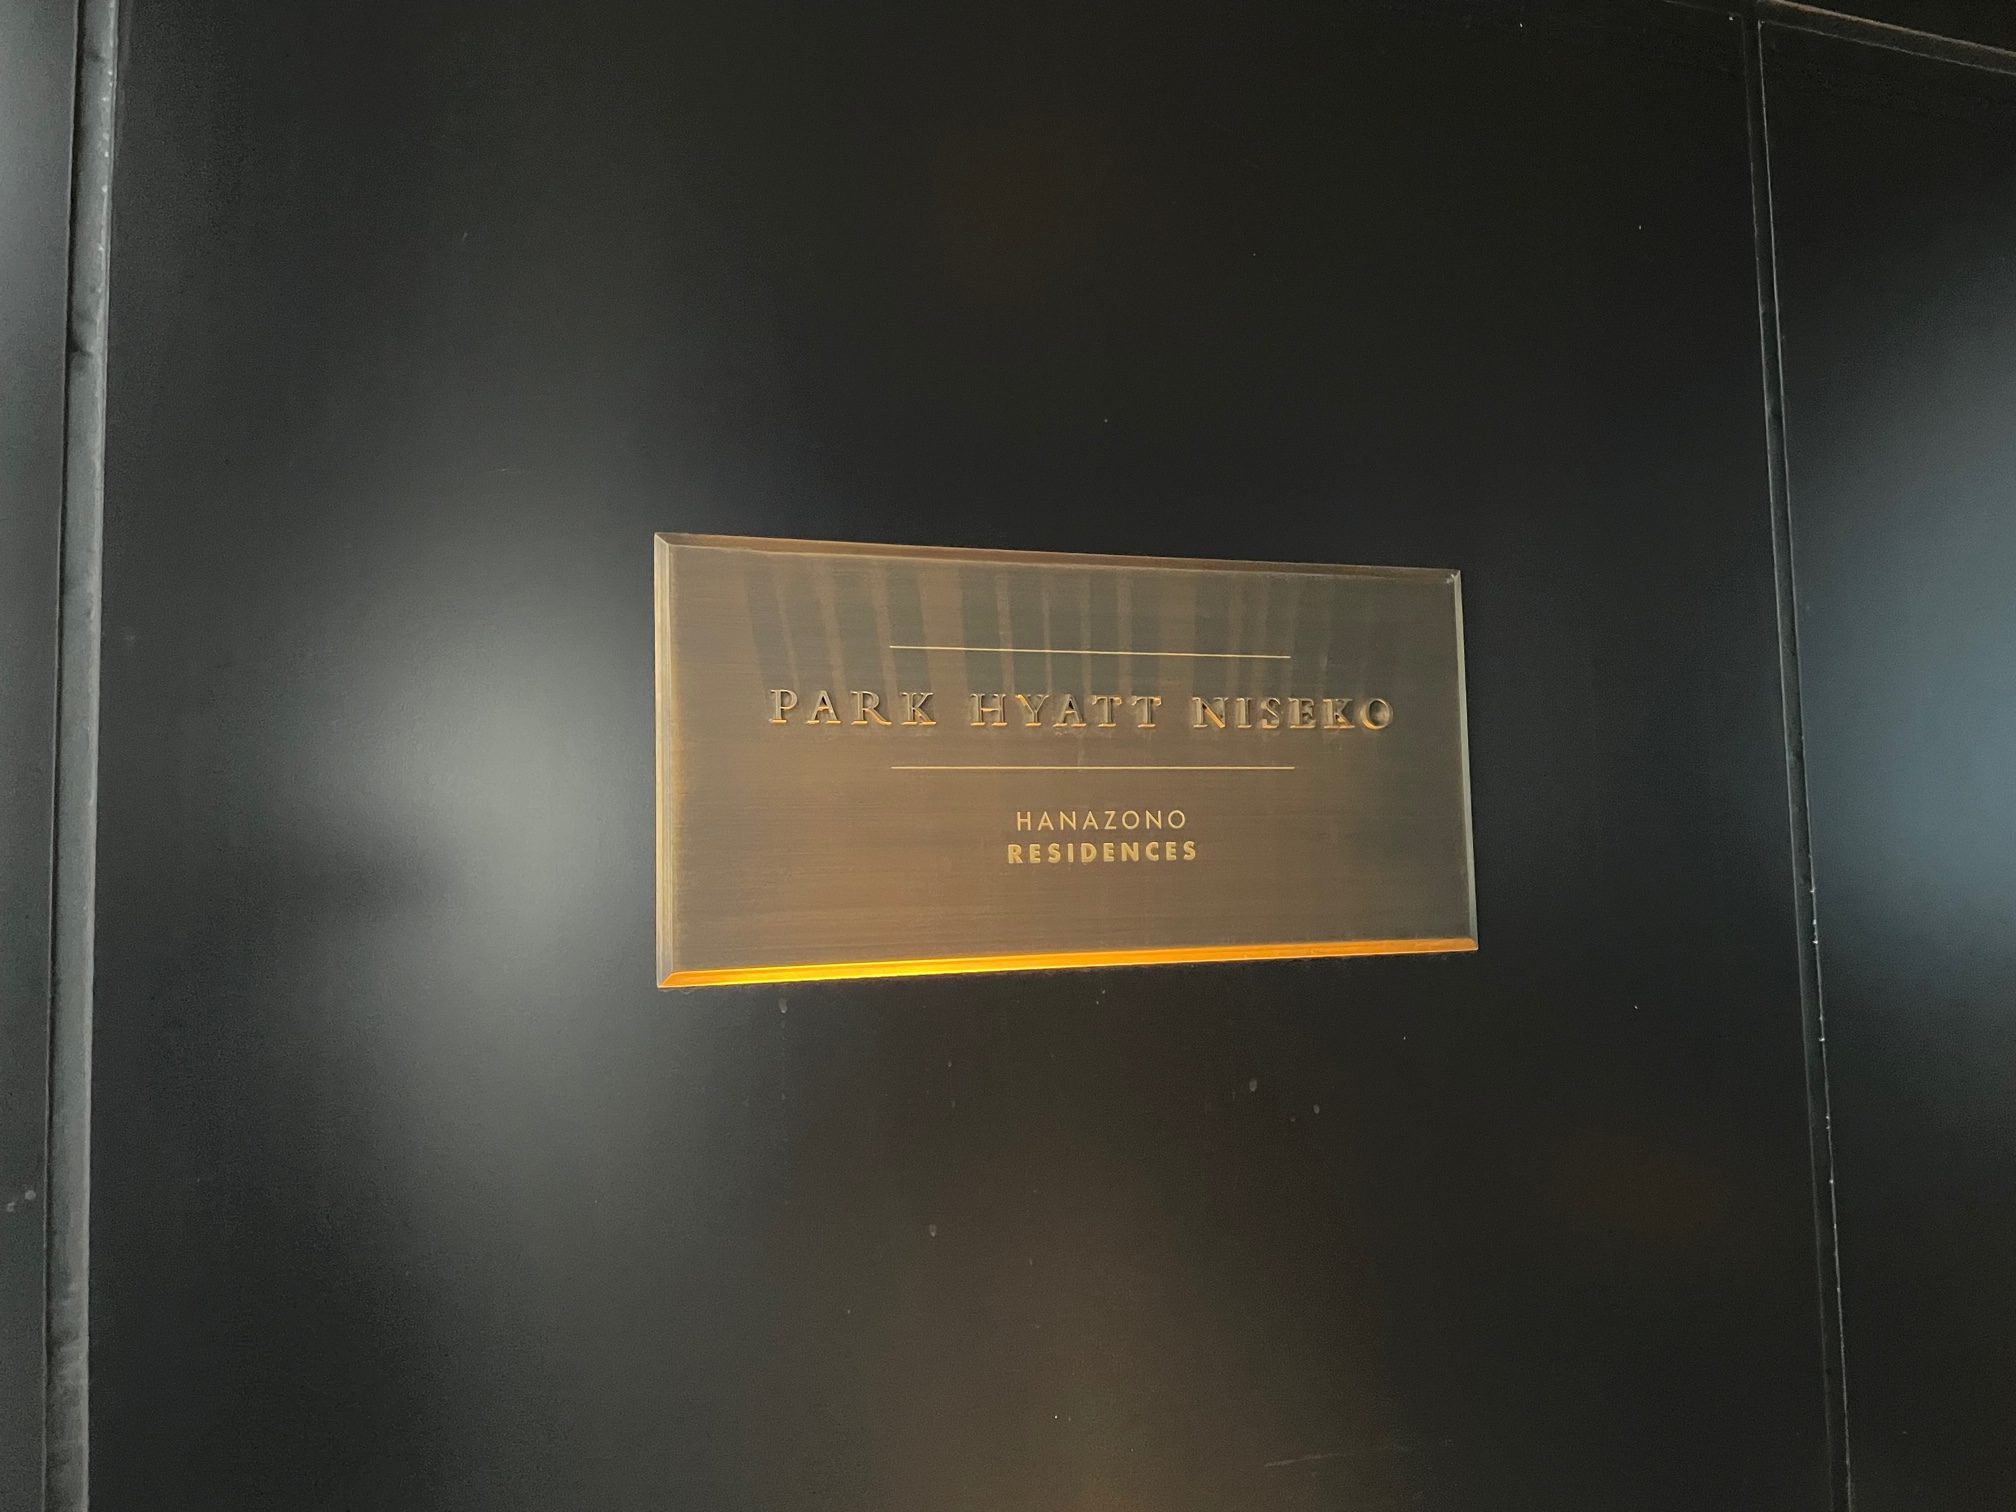 PARK HYATT NISEKO
HANAZONO
RESIDENCES